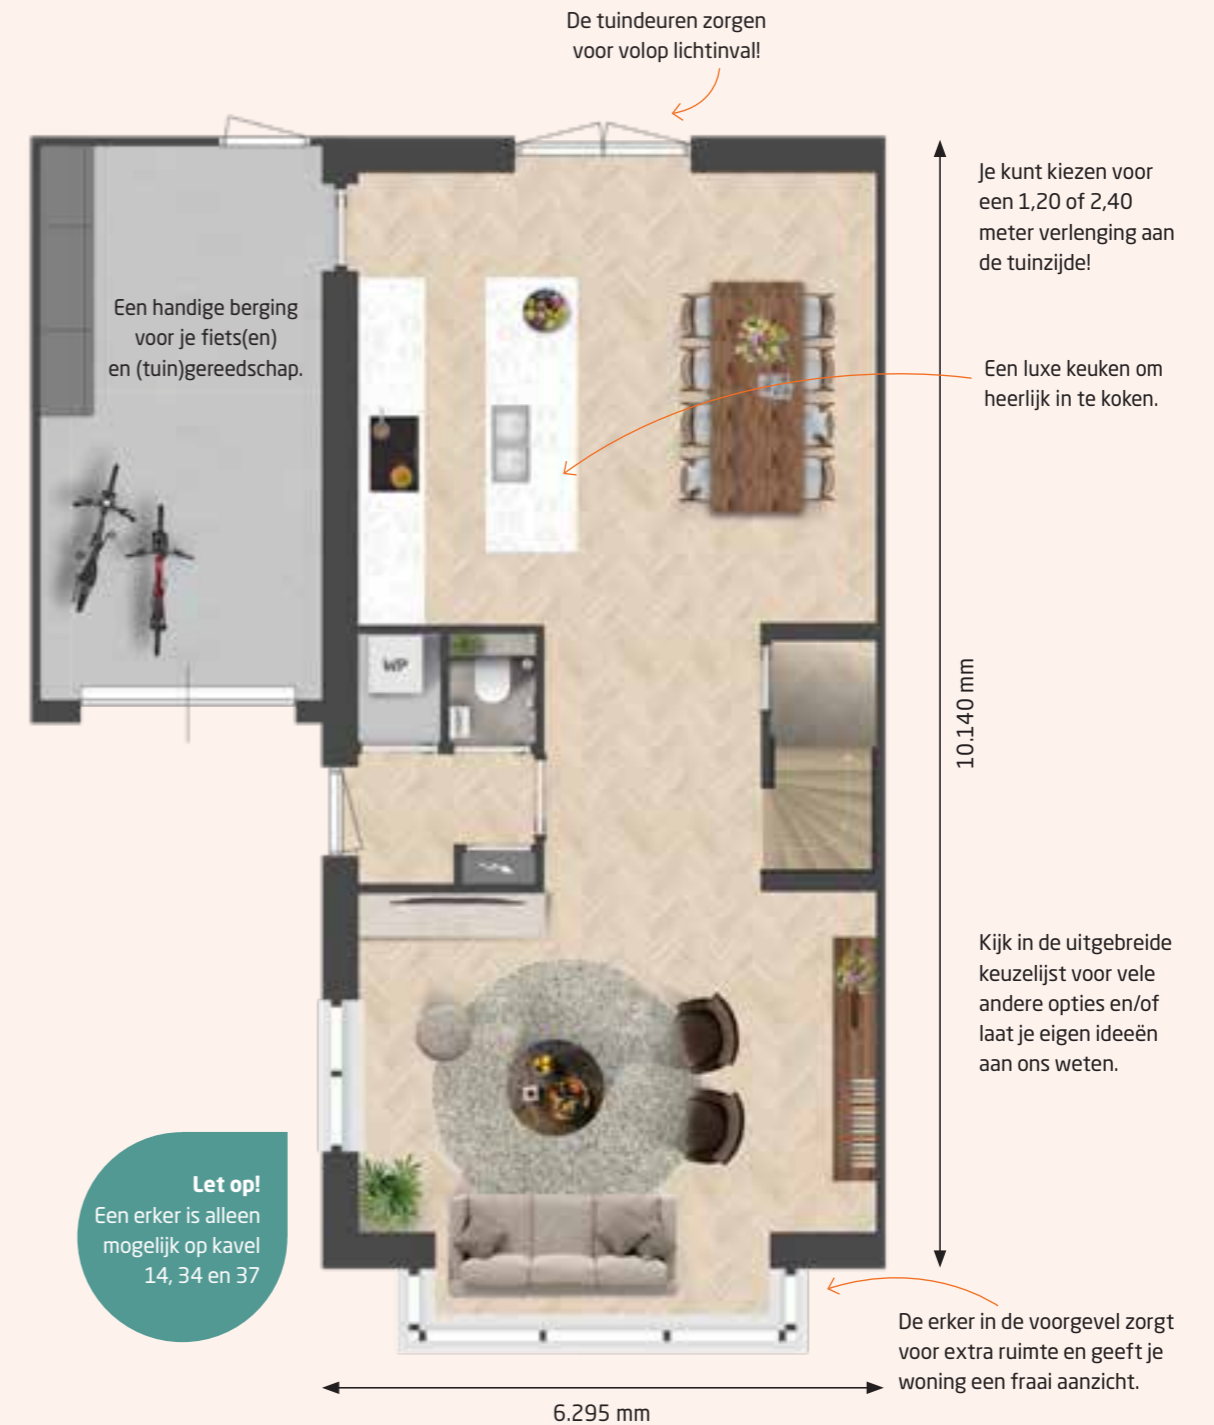 De tuindeuren zorgen
voor volop lichtinval!
Je kunt kiezen voor
een 1,20 of 2,40
meter verlenging aan
de tuinzijde!
Een handige berging
voor je fiets(en)
en (tuin)gereedschap.
Een luxe keuken om
heerlijk in te koken.
WP
10.140 mm
Kijk in de uitgebreide
keuzelijst voor vele
andere opties en/of
laat je eigen ideeën
aan ons weten.
Let op!
Een erker is alleen
mogelijk op kavel
14, 34 en 37
De erker in de voorgevel zorgt
voor extra ruimte en geeft je
woning een fraai aanzicht.
6.295 mm